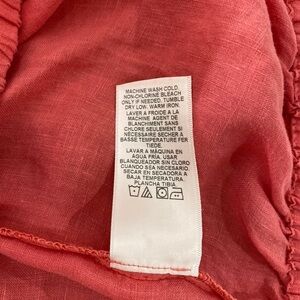 MACHINE WASH COLD.
NON-CHLORINE BLEACH
ONLY IF NEEDED. TUMBLE
DRY LOW. WARM IRON.
LAVER A FROIDE A LA
MACHINE AGENT DE
BLANCHIMENT SANS
CHLORE SEULEMENT SI
NÉCESSAIRE SECHER A
BASSE TEMPERATURE FER
TIEDE.
LAVAR A MÁQUINA EN
AGUA FRIA. USAR
BLANQUEADOR SIN CLORO
CUANDO SEA NECESARIO.
SECAR EN SECADORA A
BAJA TEMPERATURA.
PLANCHA TIBIA.